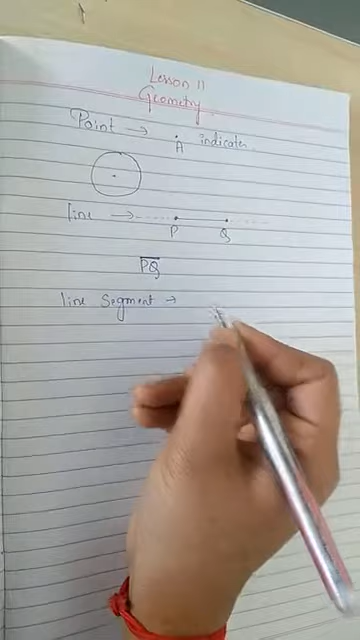 Lesson 11
Geometry
Point → A indicates
line → P Q
PQ
line Segment →